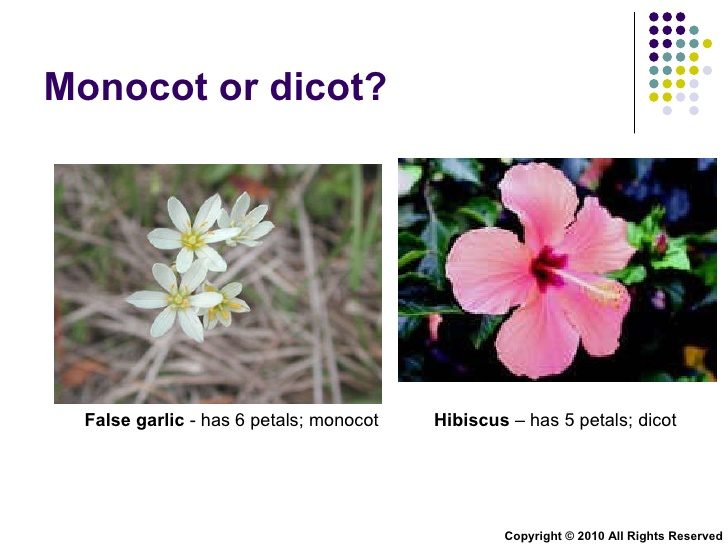 Monocot or dicot?
False garlic - has 6 petals; monocot
Hibiscus – has 5 petals; dicot
Copyright © 2010 All Rights Reserved